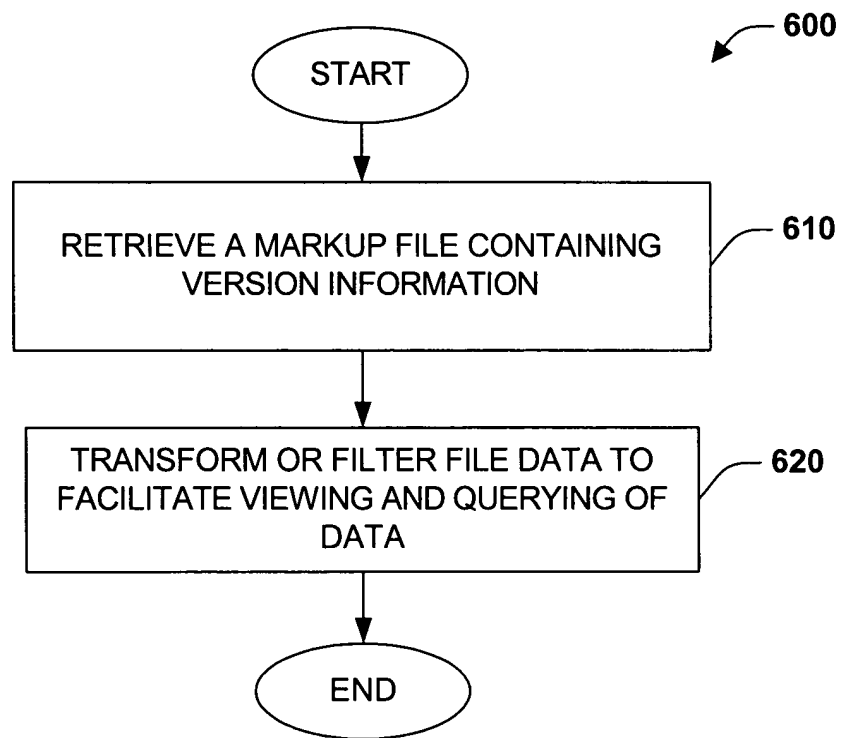 600
START
RETRIEVE A MARKUP FILE CONTAINING
VERSION INFORMATION
610
TRANSFORM OR FILTER FILE DATA TO
FACILITATE VIEWING AND QUERYING OF
DATA
620
END